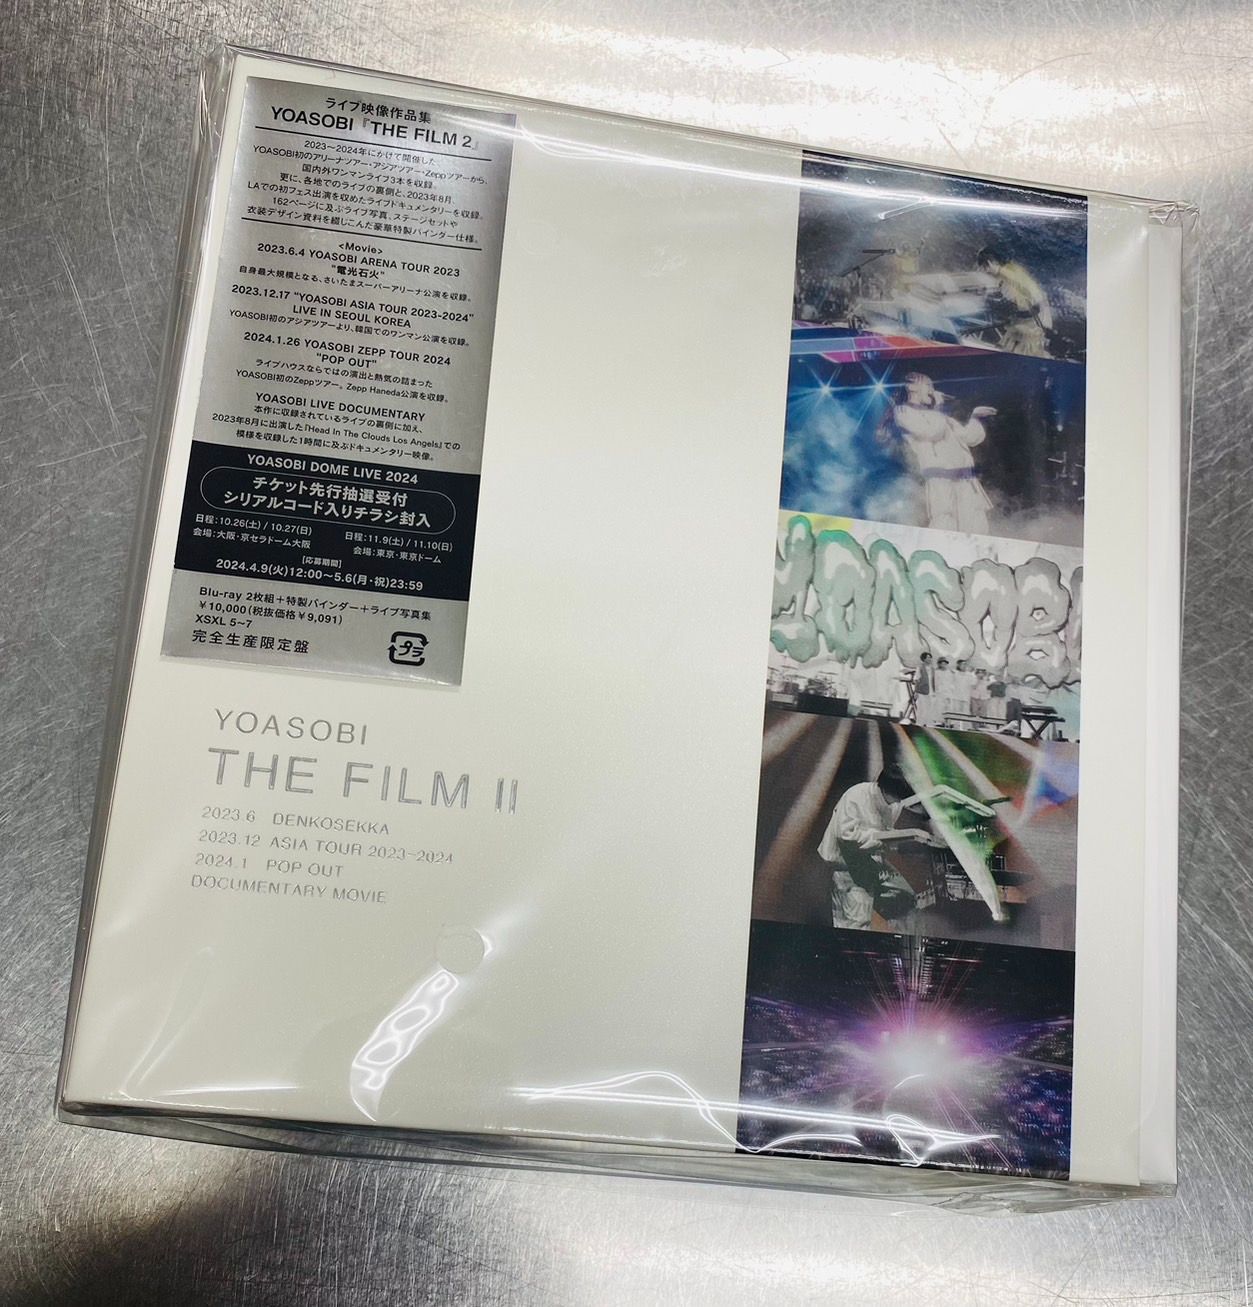 ライブ映像作品集
YOASOBI『THE FILM 2』
2023～2024年にかけて開催した、
YOASOBI初のアリーナツアー・アジアツアー・Zeppツアーから、
国内外ワンマンライブ3本を収録。
更に、各地でのライブの裏側と、2023年8月
LAでの初フェス出演を収めたライブドキュメンタリーを収録。
162ページに及ぶライブ写真、ステージセットや
衣装デザイン資料を綴じこんだ豪華特製バインダー仕様。
<Movie>
2023.6.4 YOASOBI ARENA TOUR 2023
"電光石火"
自身最大規模となる、さいたまスーパーアリーナ公演を収録。
2023.12.17 "YOASOBI ASIA TOUR 2023-2024"
LIVE IN SEOUL KOREA
YOASOBI初のアジアツアーより、韓国でのワンマン公演を収録。
2024.1.26 YOASOBI ZEPP TOUR 2024
"POP OUT"
ライブハウスならではの演出と熱気の詰まった
YOASOBI初のZeppツアー。Zepp Haneda公演を収録。
YOASOBI LIVE DOCUMENTARY
本作に収録されているライブの裏側に加え、
2023年8月に出演した『Head In The Clouds Los Angels』での
模様を収録した1時間に及ぶドキュメンタリー映像。
YOASOBI DOME LIVE 2024
チケット先行抽選受付
シリアルコード入りチラシ封入
日程：10.26(土) / 10.27(日)
会場：大阪・京セラドーム大阪
日程：11.9(土) / 11.10(日)
会場：東京・東京ドーム
[応募期間]
2024.4.9(火)12:00～5.6(月・祝)23:59
Blu-ray 2枚組＋特製バインダー＋ライブ写真集
￥10,000(税抜価格￥9,091)
XSXL 5~7
完全生産限定盤
プラ
YOASOBI
THE FILM II
2023.6 DENKOSEKKA
2023.12 ASIA TOUR 2023-2024
2024.1 POP OUT
DOCUMENTARY MOVIE
YOASOBI